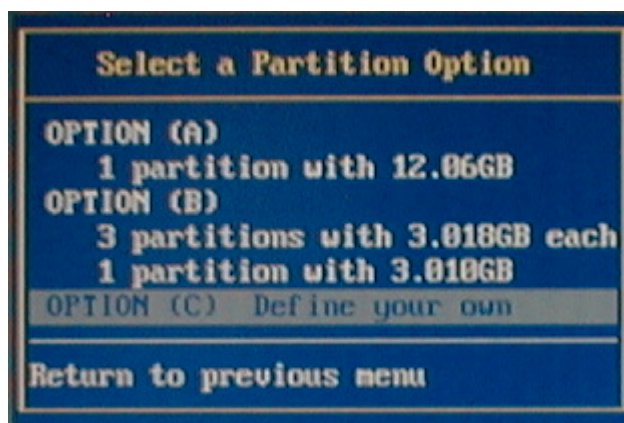 Select a Partition Option
OPTION (A)
1 partition with 12.06GB
OPTION (B)
3 partitions with 3.018GB each
1 partition with 3.010GB
OPTION (C) Define your own
Return to previous menu